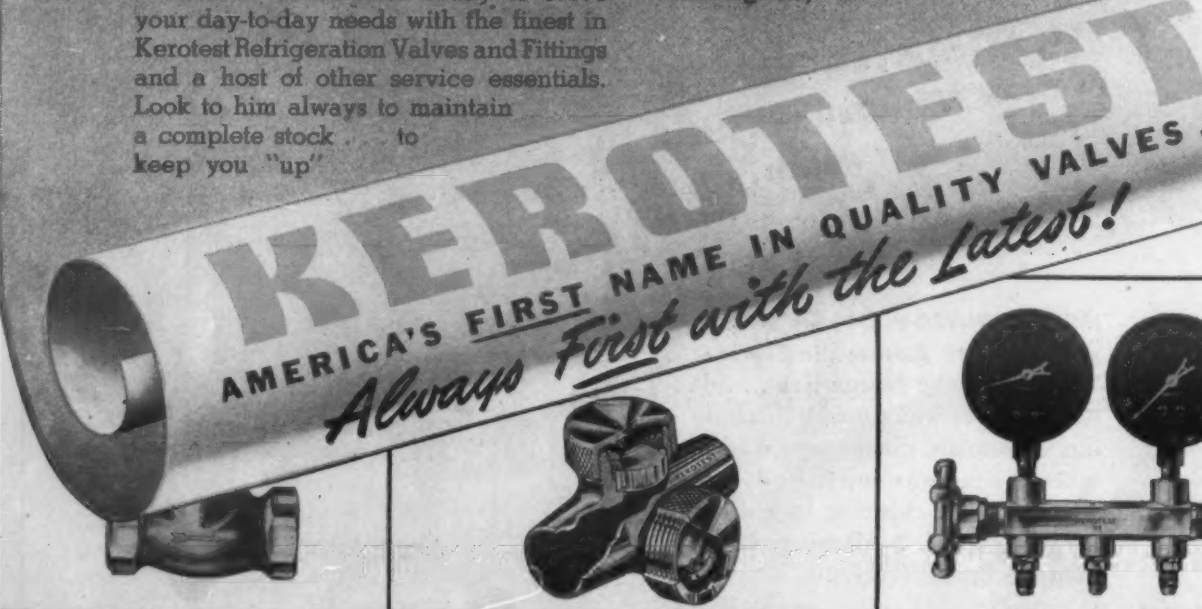 your day-to-day needs with the finest in
Kerotest Refrigeration Valves and Fittings
and a host of other service essentials.
Look to him always to maintain
a complete stock . . . to
keep you "up"
KEROTEST
AMERICA'S FIRST NAME IN QUALITY VALVES
Always First with the Latest!
KEROTEST
KEROTEST